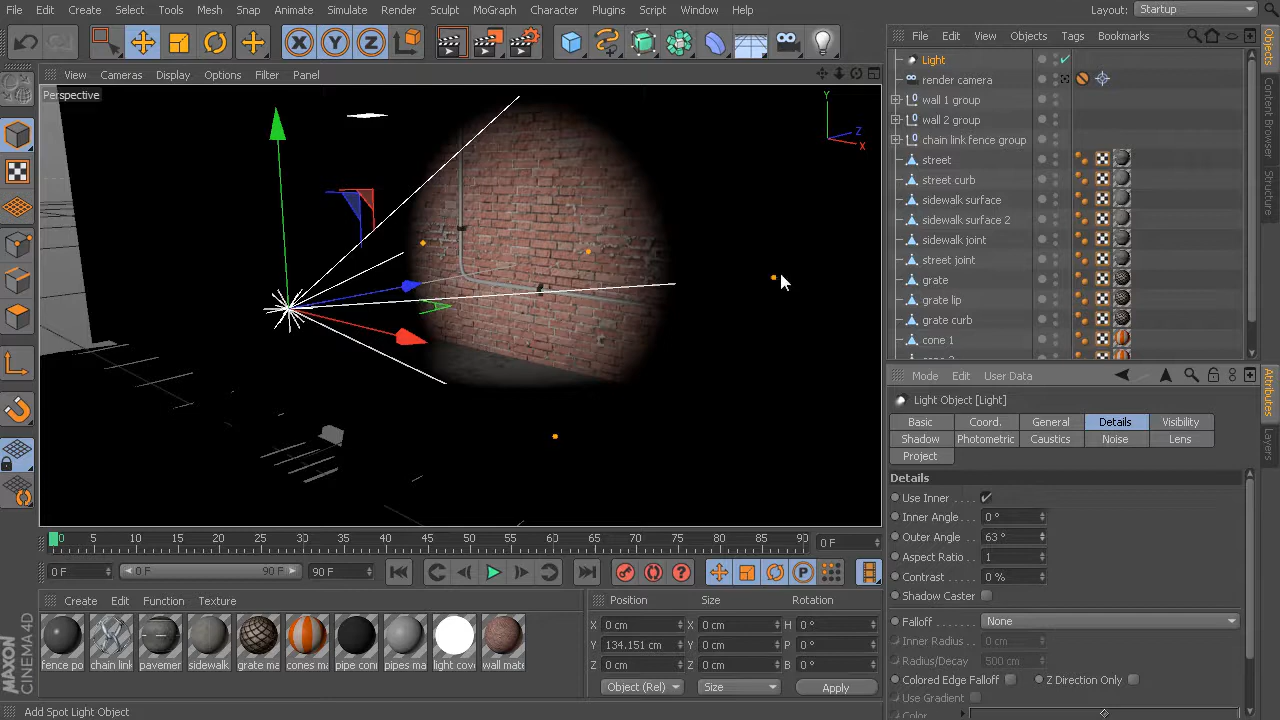 File Edit Create Select Tools Mesh Snap Animate Simulate Render Sculpt MoGraph Character Plugins Script Window Help Layout: Startup
View Cameras Display Options Filter Panel
File Edit View Objects Tags Bookmarks
Perspective
Y
Z
X
Light
render camera
wall 1 group
wall 2 group
chain link fence group
street
street curb
sidewalk surface
sidewalk surface 2
sidewalk joint
street joint
grate
grate lip
grate curb
cone 1
Objects
Content Browser
Structure
Mode Edit User Data
Attributes
Layers
Light Object [Light]
Basic Coord. General Details Visibility
Shadow Photometric Caustics Noise Lens
Project
Details
Use Inner . . . .
Inner Angle . . . 0 °
Outer Angle . . 63 °
Aspect Ratio . . 1
Contrast . . . . . 0 %
Shadow Caster
Falloff . . None
Inner Radius . . 0 cm
Radius/Decay 500 cm
Colored Edge Falloff Z Direction Only
Use Gradient
Color
0 5 10 15 20 25 30 35 40 45 50 55 60 65 70 75 80 85 90 0 F
0 F 0 F 90 F 90 F
Create Edit Function Texture
fence po chain link pavemer sidewalk grate ma cones ma pipe conn pipes ma light cove wall mate
Position Size Rotation
X 0 cm X 0 cm H 0 °
Y 134.151 cm Y 0 cm P 0 °
Z 0 cm Z 0 cm B 0 °
Object (Rel) Size Apply
MAXON
CINEMA 4D
Add Spot Light Object